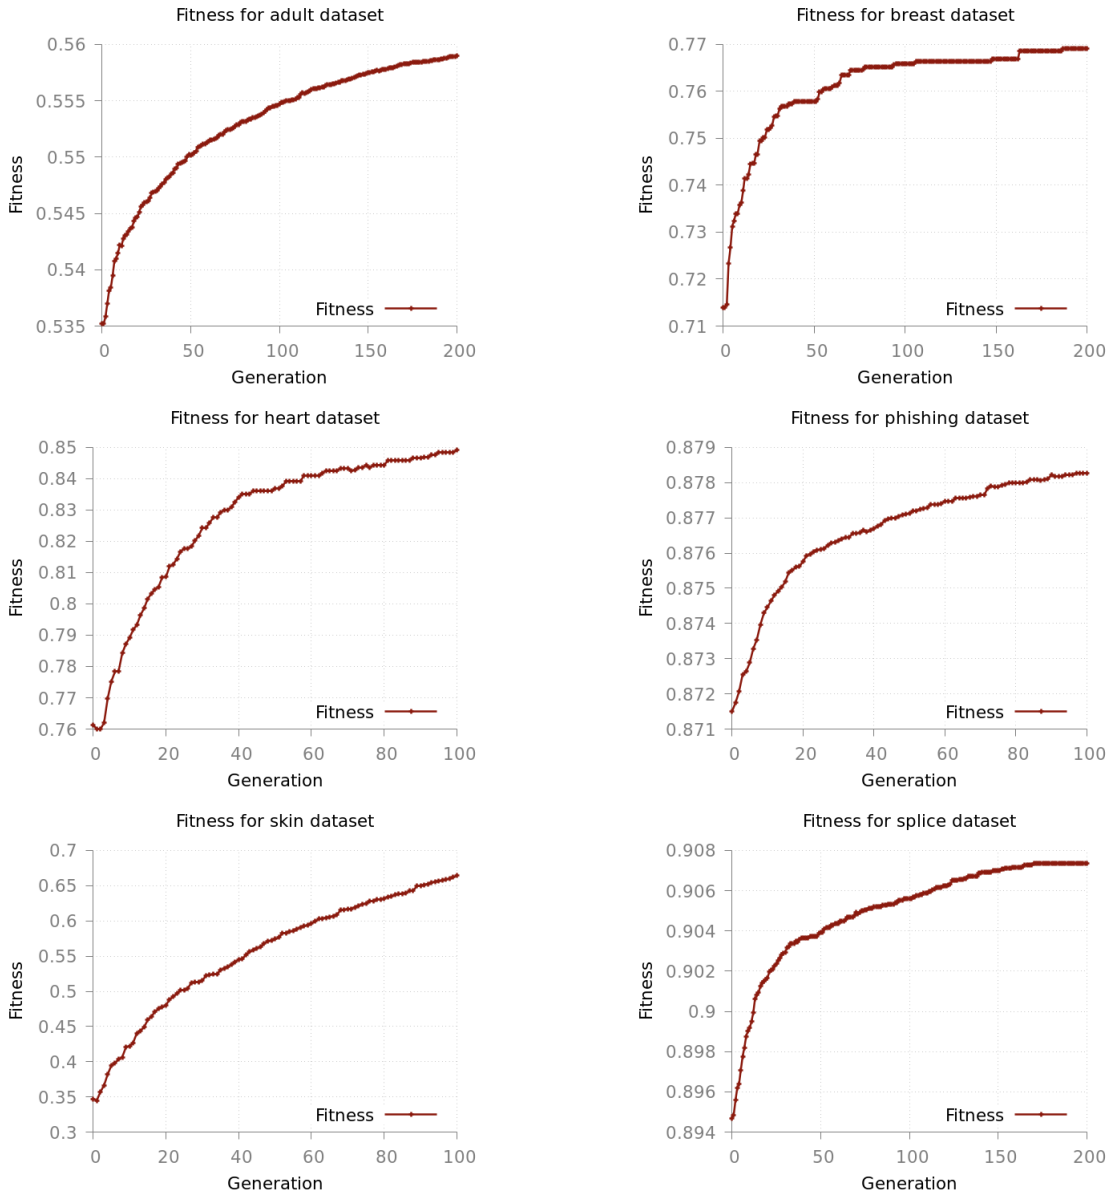 Fitness for adult dataset
0.56
0.555
0.55
0.545
0.54
0.535
Fitness
Fitness
0 50 100 150 200
Generation
Fitness for breast dataset
0.77
0.76
0.75
0.74
0.73
0.72
0.71
Fitness
Fitness
0 50 100 150 200
Generation
Fitness for heart dataset
0.85
0.84
0.83
0.82
0.81
0.8
0.79
0.78
0.77
0.76
Fitness
Fitness
0 20 40 60 80 100
Generation
Fitness for phishing dataset
0.879
0.878
0.877
0.876
0.875
0.874
0.873
0.872
0.871
Fitness
Fitness
0 20 40 60 80 100
Generation
Fitness for skin dataset
0.7
0.65
0.6
0.55
0.5
0.45
0.4
0.35
0.3
Fitness
Fitness
0 20 40 60 80 100
Generation
Fitness for splice dataset
0.908
0.906
0.904
0.902
0.9
0.898
0.896
0.894
Fitness
Fitness
0 50 100 150 200
Generation